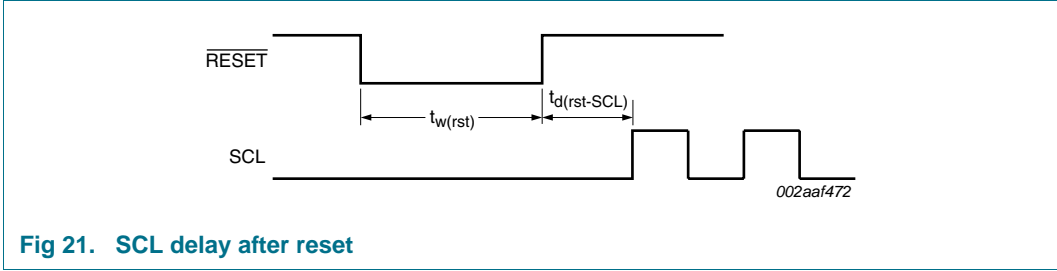 RESET
td(rst-SCL)
tw(rst)
SCL
002aaf472
Fig 21. SCL delay after reset